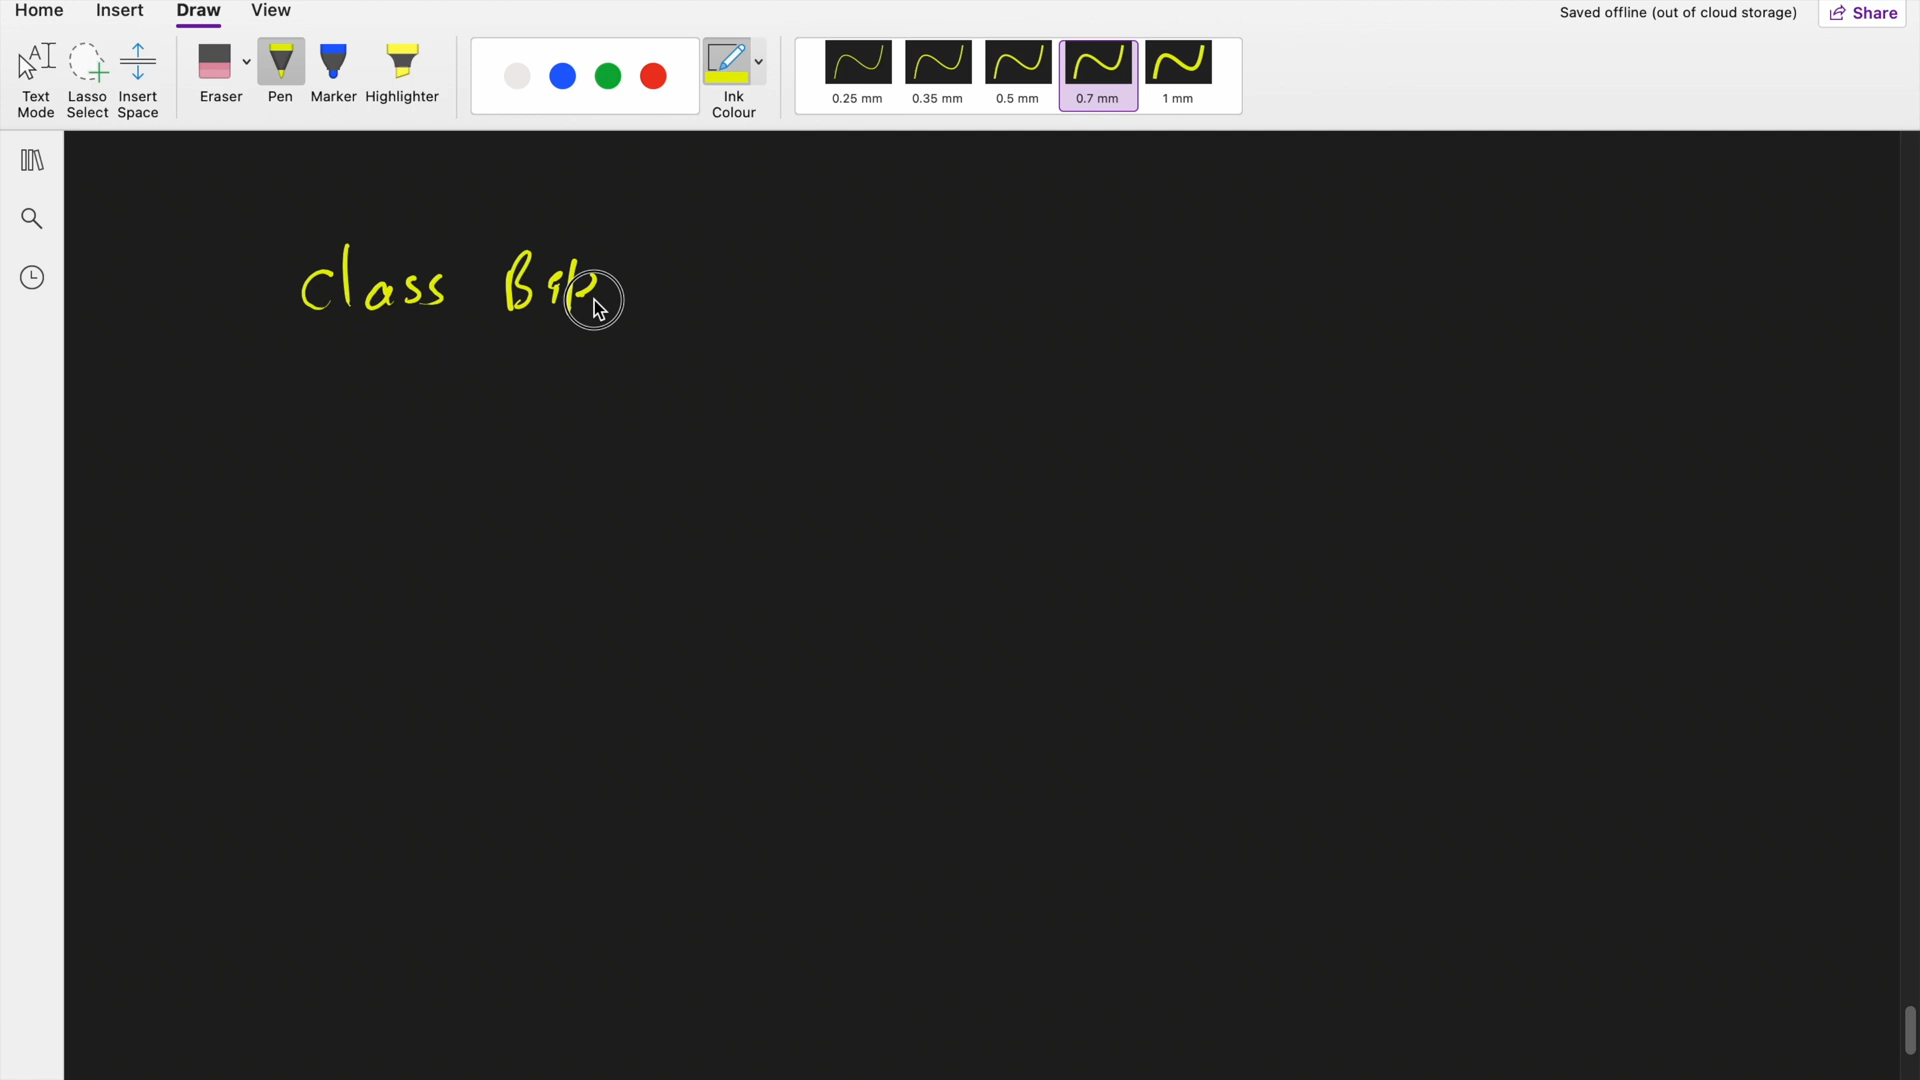 Home Insert Draw View Saved offline (out of cloud storage) Share
Text Mode Lasso Select Insert Space Eraser Pen Marker Highlighter Ink Colour 0.25 mm 0.35 mm 0.5 mm 0.7 mm 1 mm
class